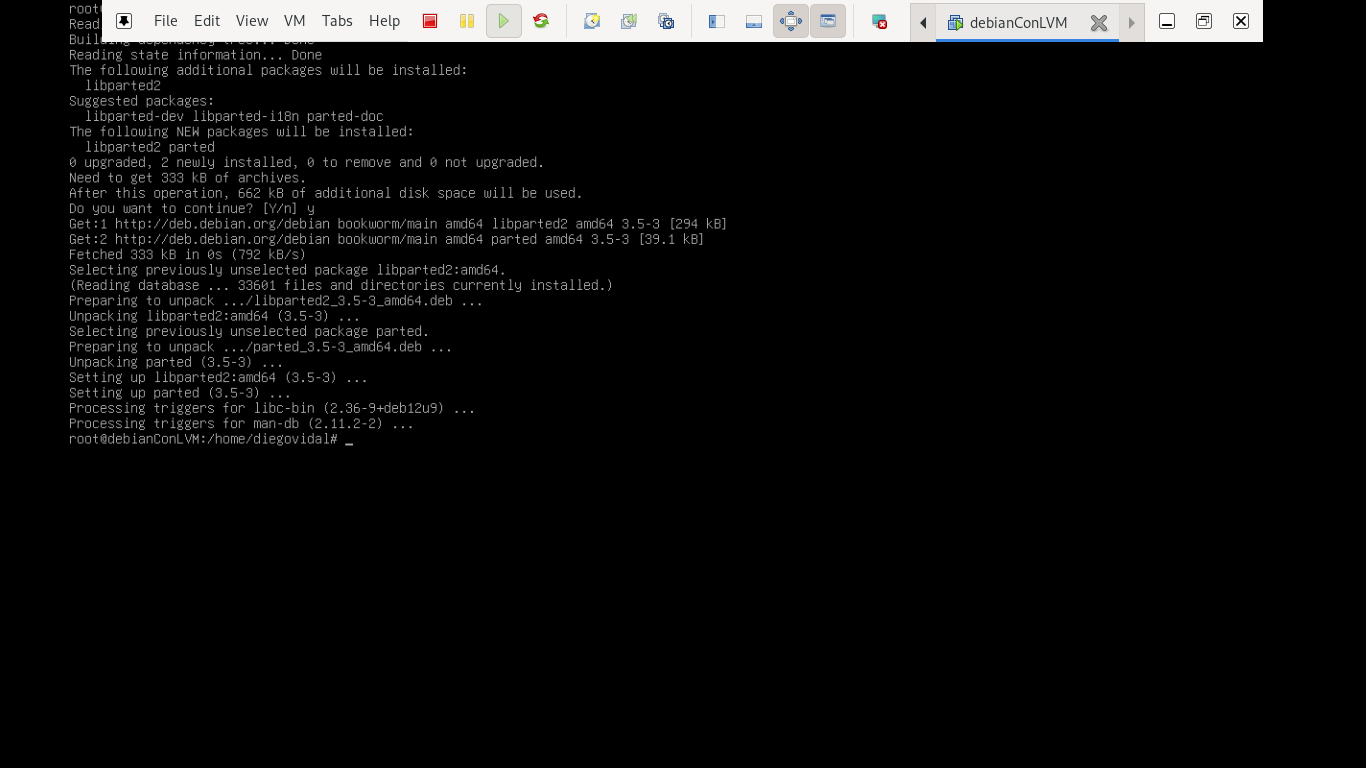 root
File Edit View VM Tabs Help
debianConLVM
Read
Reading state information... Done
The following additional packages will be installed:
libparted2
Suggested packages:
libparted-dev libparted-i18n parted-doc
The following NEW packages will be installed:
libparted2 parted
0 upgraded, 2 newly installed, 0 to remove and 0 not upgraded.
Need to get 333 kB of archives.
After this operation, 662 kB of additional disk space will be used.
Do you want to continue? [Y/n] y
Get:1 http://deb.debian.org/debian bookworm/main amd64 libparted2 amd64 3.5-3 [294 kB]
Get:2 http://deb.debian.org/debian bookworm/main amd64 parted amd64 3.5-3 [39.1 kB]
Fetched 333 kB in 0s (792 kB/s)
Selecting previously unselected package libparted2:amd64.
(Reading database ... 33601 files and directories currently installed.)
Preparing to unpack .../libparted2_3.5-3_amd64.deb ...
Unpacking libparted2:amd64 (3.5-3) ...
Selecting previously unselected package parted.
Preparing to unpack .../parted_3.5-3_amd64.deb ...
Unpacking parted (3.5-3) ...
Setting up libparted2:amd64 (3.5-3) ...
Setting up parted (3.5-3) ...
Processing triggers for libc-bin (2.36-9+deb12u9) ...
Processing triggers for man-db (2.11.2-2) ...
root@debianConLVM:/home/diegovidal# _